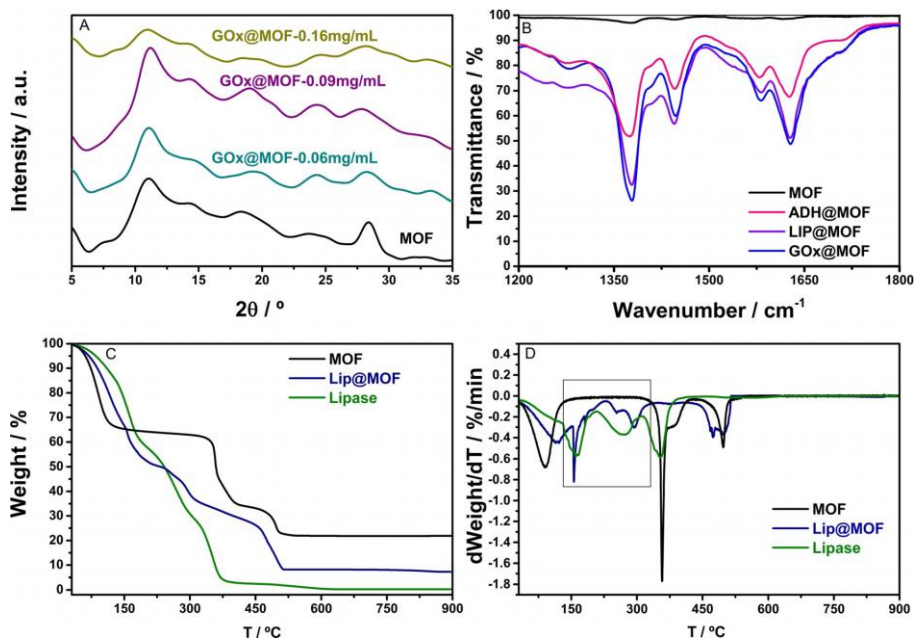 A
GOx@MOF-0.16mg/mL
GOx@MOF-0.09mg/mL
GOx@MOF-0.06mg/mL
MOF
Intensity / a.u.
5 10 15 20 25 30 35
2θ / º
B
100
90
80
70
60
50
40
30
20
10
0
Transmittance / %
MOF
ADH@MOF
LIP@MOF
GOx@MOF
1200 1350 1500 1650 1800
Wavenumber / cm-1
C
100
90
80
70
60
50
40
30
20
10
0
Weight / %
MOF
Lip@MOF
Lipase
150 300 450 600 750 900
T / ºC
D
0.4
0.2
0.0
-0.2
-0.4
-0.6
-0.8
-1.0
-1.2
-1.4
-1.6
-1.8
dWeight/dT / %/min
MOF
Lip@MOF
Lipase
150 300 450 600 750 900
T / ºC